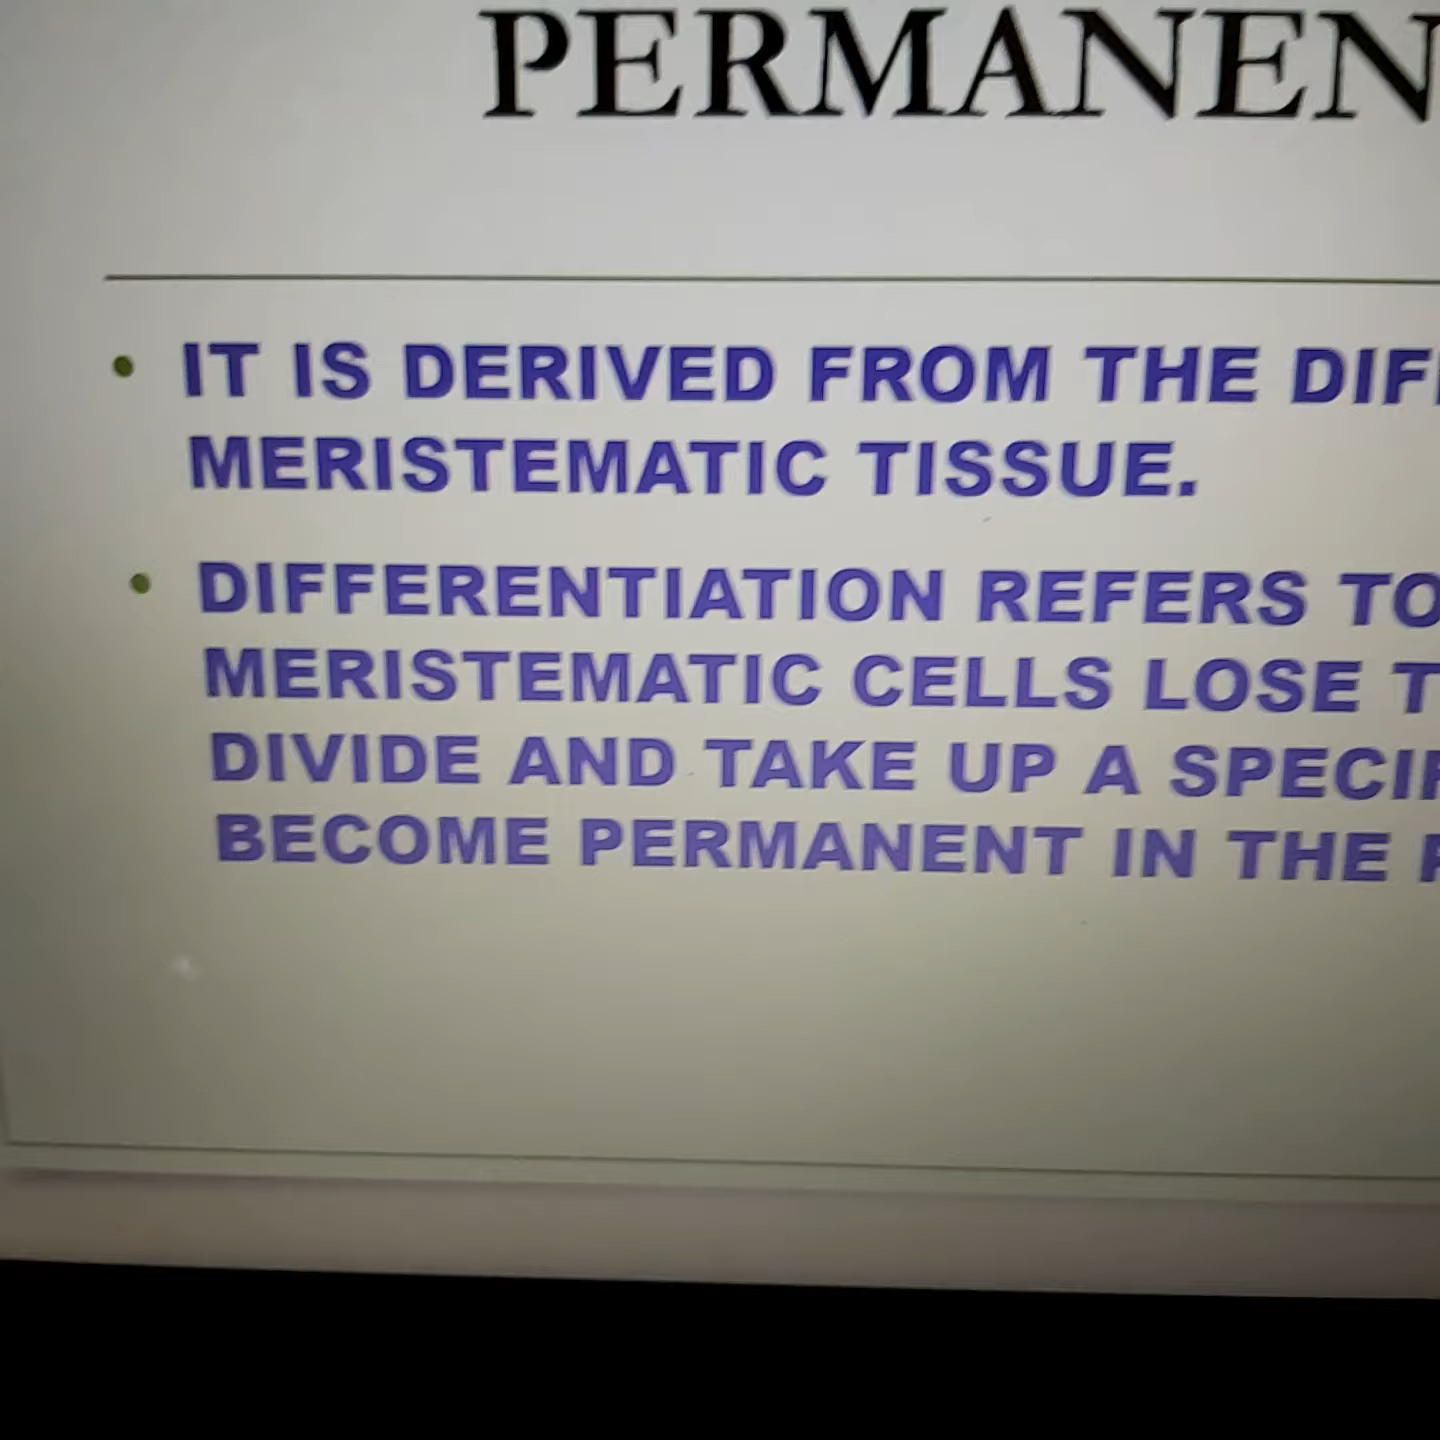 PERMANEN
• IT IS DERIVED FROM THE
MERISTEMATIC TISSUE.
• DIFFERENTIATION REFERS TO
MERISTEMATIC CELLS LOSE
DIVIDE AND TAKE UP A
BECOME PERMANENT IN THE